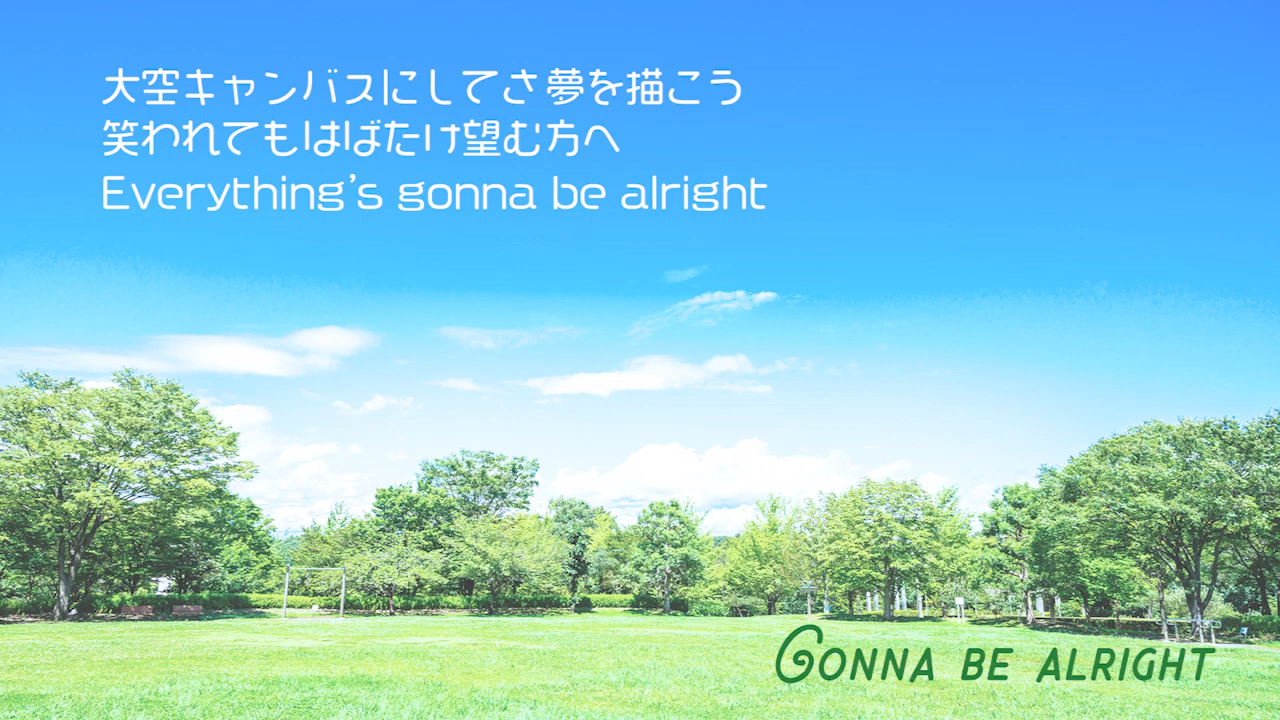 大空キャンバスにしてさ 夢を描こう
笑われてもはばたけ望む方へ
Everything’s gonna be alright
Gonna be alright